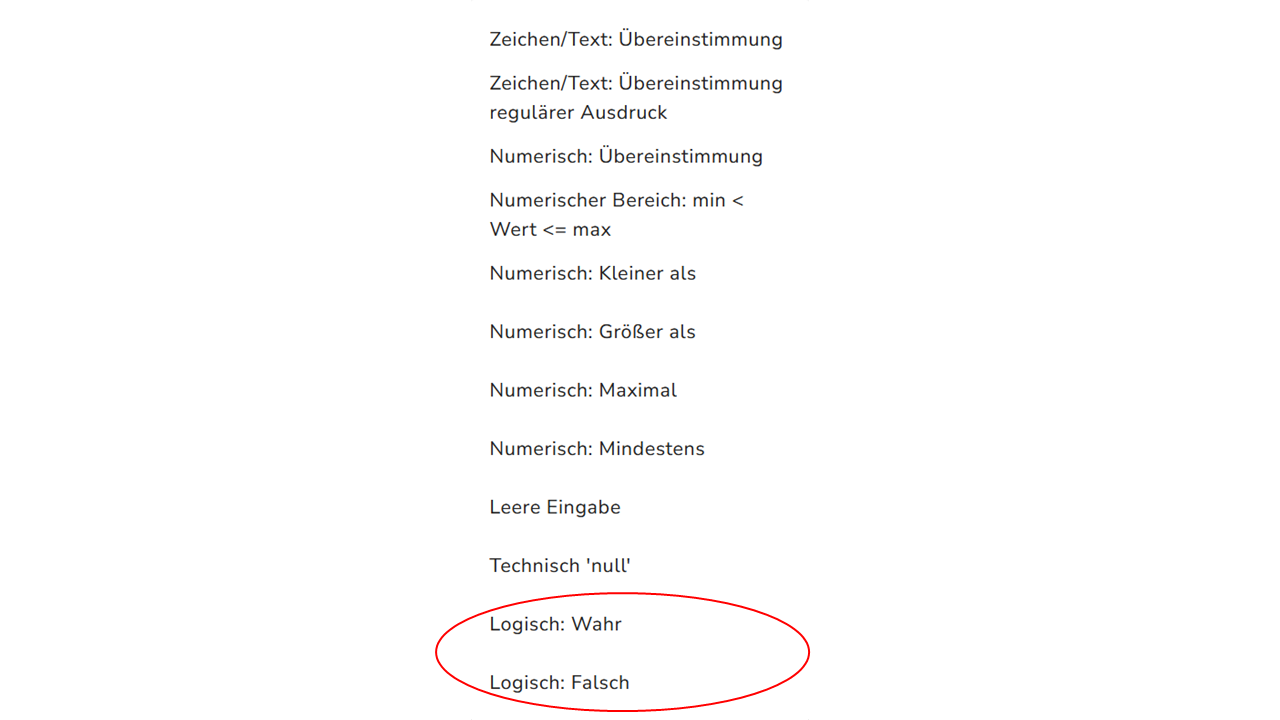 Zeichen/Text: Übereinstimmung
Zeichen/Text: Übereinstimmung
regulärer Ausdruck
Numerisch: Übereinstimmung
Numerischer Bereich: min <
Wert <= max
Numerisch: Kleiner als
Numerisch: Größer als
Numerisch: Maximal
Numerisch: Mindestens
Leere Eingabe
Technisch 'null'
Logisch: Wahr
Logisch: Falsch